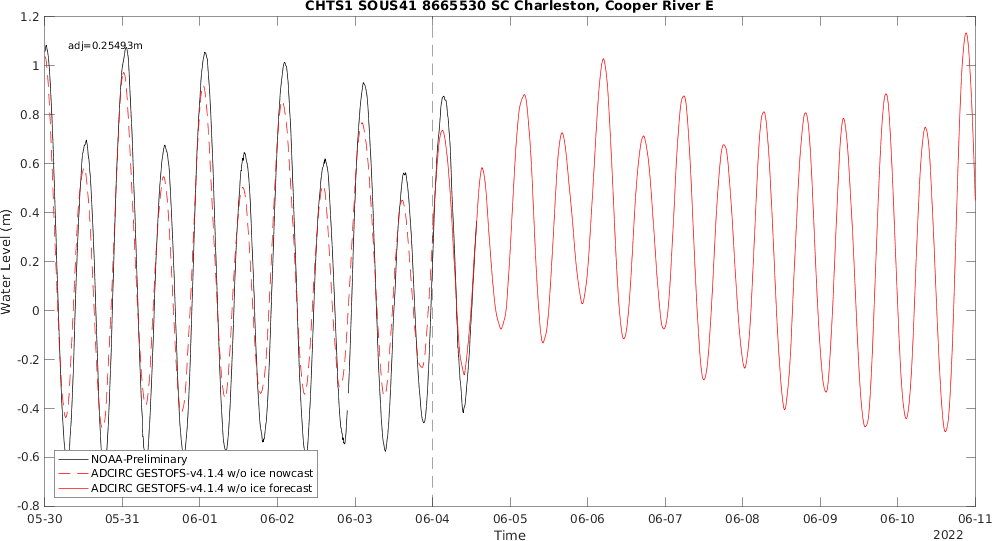 CHTS1 SOUS41 8665530 SC Charleston, Cooper River E
adj=0.25493m
Water Level (m)
1.2
1
0.8
0.6
0.4
0.2
0
-0.2
-0.4
-0.6
-0.8
NOAA-Preliminary
ADCIRC GESTOFS-v4.1.4 w/o ice nowcast
ADCIRC GESTOFS-v4.1.4 w/o ice forecast
05-30 05-31 06-01 06-02 06-03 06-04 06-05 06-06 06-07 06-08 06-09 06-10 06-11
Time
2022